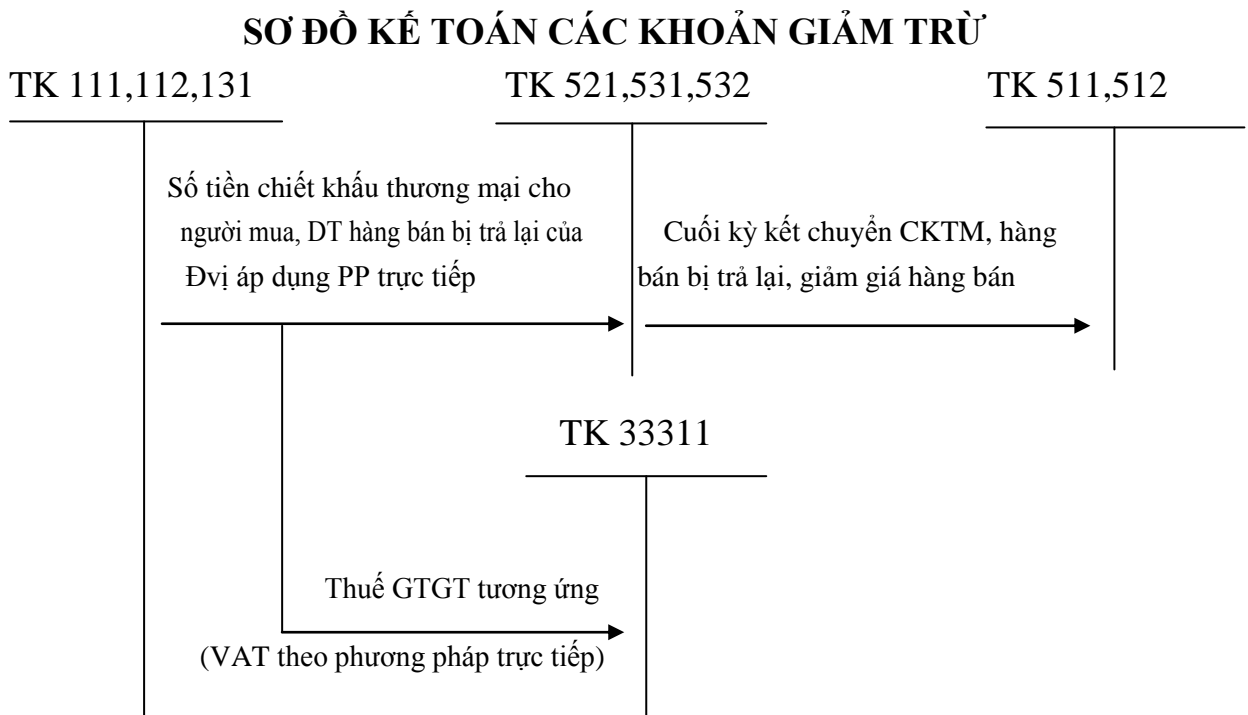 SƠ ĐỒ KẾ TOÁN CÁC KHOẢN GIẢM TRỪ
TK 111,112,131
TK 521,531,532
TK 511,512
Số tiền chiết khấu thương mại cho
người mua, DT hàng bán bị trả lại của
Đvị áp dụng PP trực tiếp
Cuối kỳ kết chuyển CKTM, hàng
bán bị trả lại, giảm giá hàng bán
TK 33311
Thuế GTGT tương ứng
(VAT theo phương pháp trực tiếp)